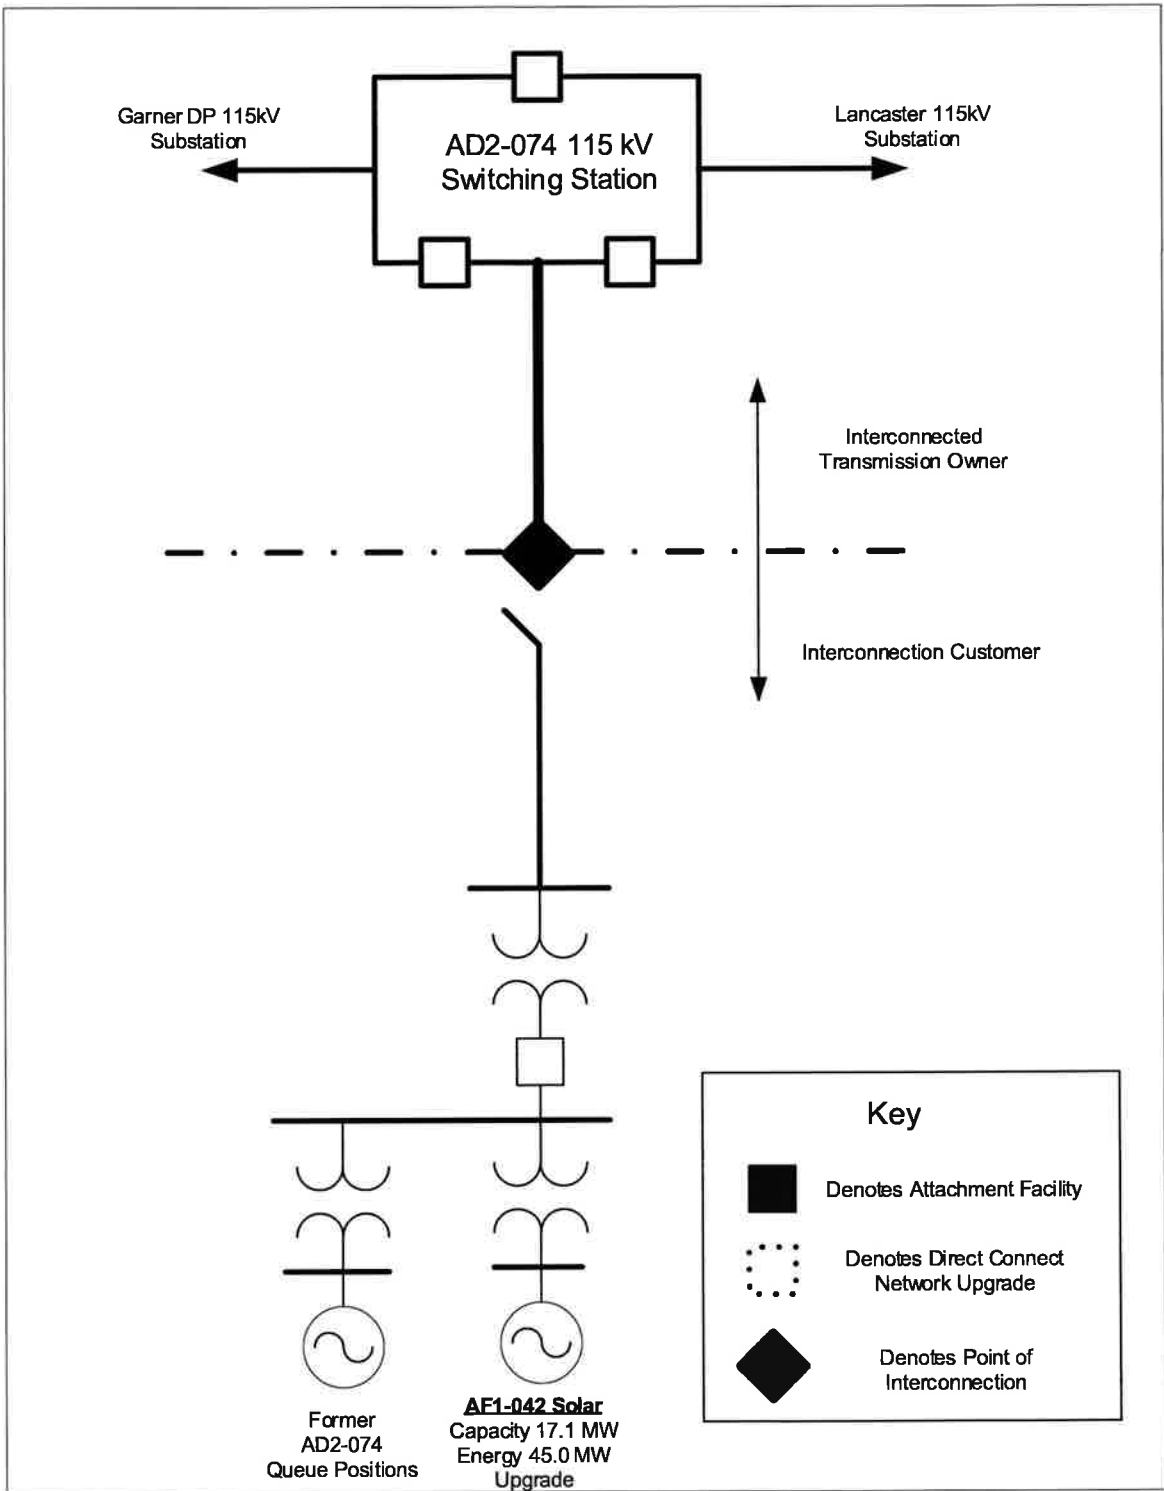 Garner DP 115kV
Substation
AD2-074 115 kV
Switching Station
Lancaster 115kV
Substation
Interconnected
Transmission Owner
Interconnection Customer
Key
Denotes Attachment Facility
Denotes Direct Connect
Network Upgrade
Denotes Point of
Interconnection
Former
AD2-074
Queue Positions
AF1-042 Solar
Capacity 17.1 MW
Energy 45.0 MW
Upgrade